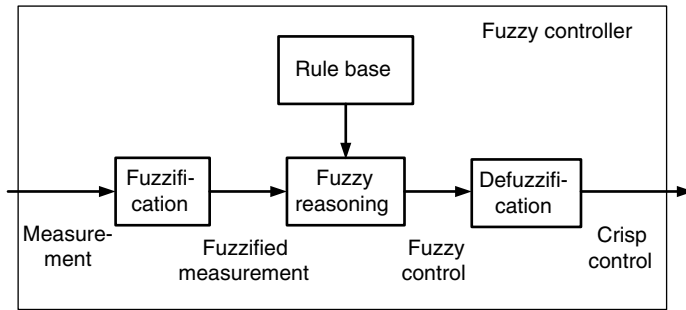 Fuzzy controller
Rule base
Fuzzifi-
cation
Fuzzy
reasoning
Defuzzifi-
cation
Measure-
ment
Fuzzified
measurement
Fuzzy
control
Crisp
control